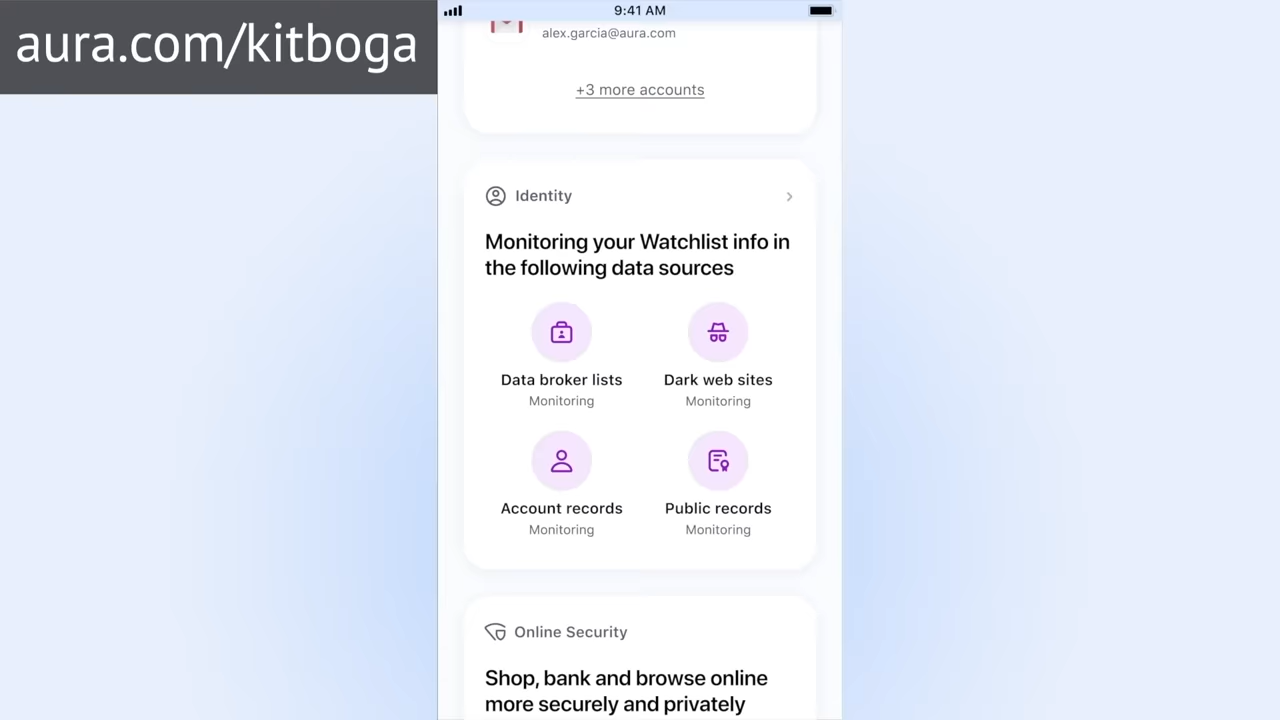 aura.com/kitboga
9:41 AM
alex.garcia@aura.com
+3 more accounts
Identity
Monitoring your Watchlist info in
the following data sources
Data broker lists
Monitoring
Dark web sites
Monitoring
Account records
Monitoring
Public records
Monitoring
Online Security
Shop, bank and browse online
more securely and privately